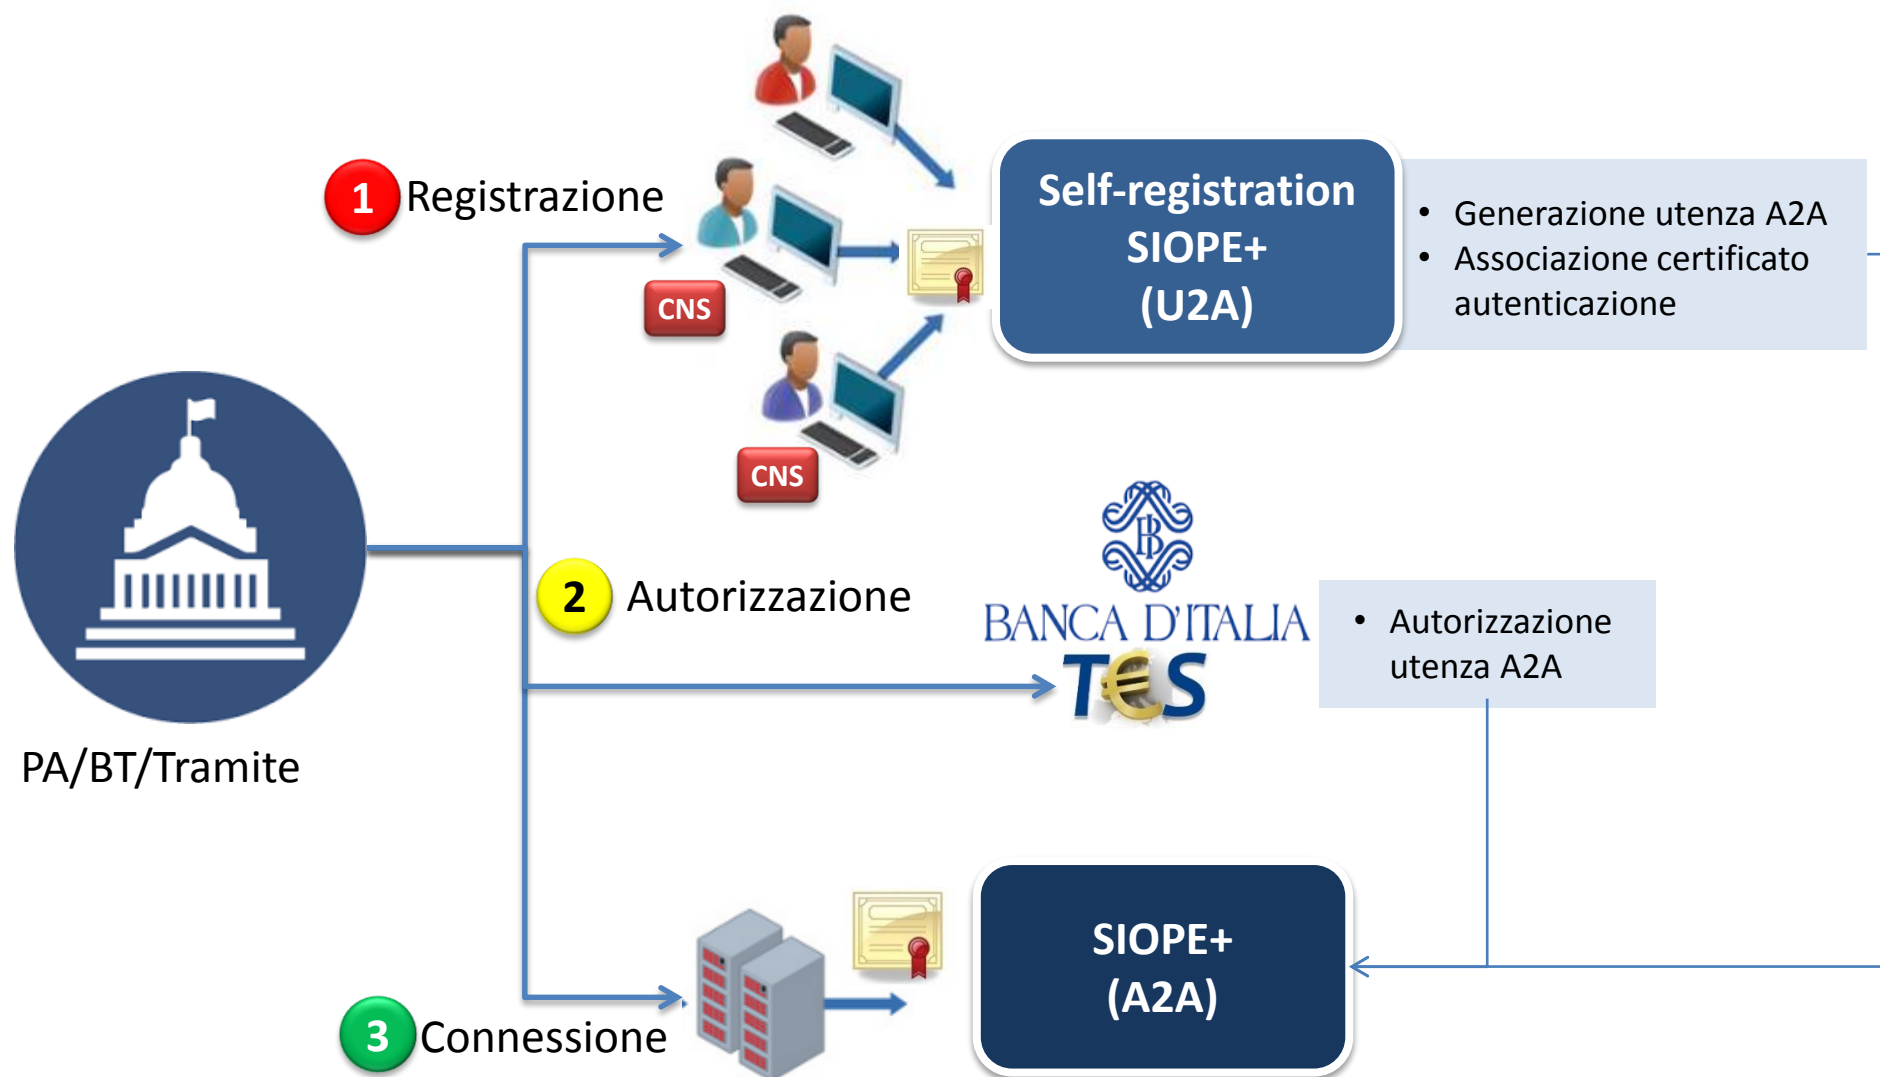 1 Registrazione
CNS
CNS
Self-registration
SIOPE+
(U2A)
• Generazione utenza A2A
• Associazione certificato
autenticazione
PA/BT/Tramite
2 Autorizzazione
BANCA D'ITALIA
T€S
• Autorizzazione
utenza A2A
3 Connessione
SIOPE+
(A2A)